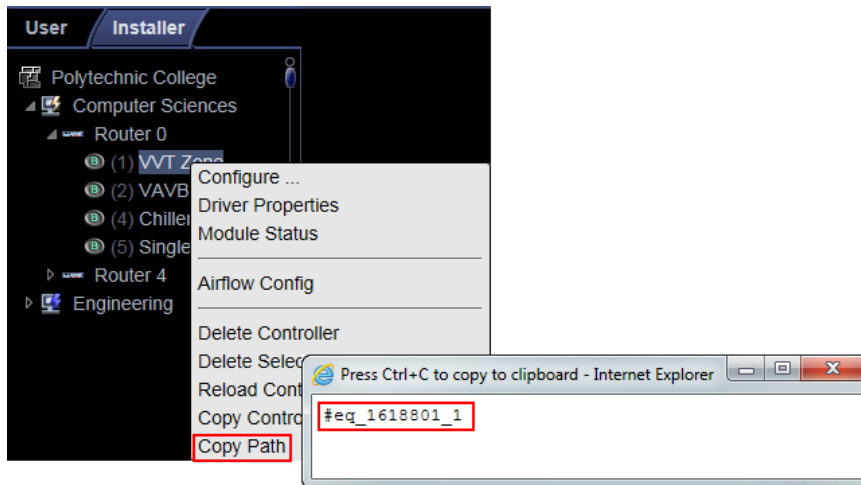 User
Installer
Polytechnic College
Computer Sciences
Router 0
(1) VVT Zone
(2) VAVB
(4) Chiller
(5) Single
Router 4
Engineering
Configure ...
Driver Properties
Module Status
Airflow Config
Delete Controller
Delete Selec
Reload Cont
Copy Contro
Copy Path
Press Ctrl+C to copy to clipboard - Internet Explorer
#eq_1618801_1